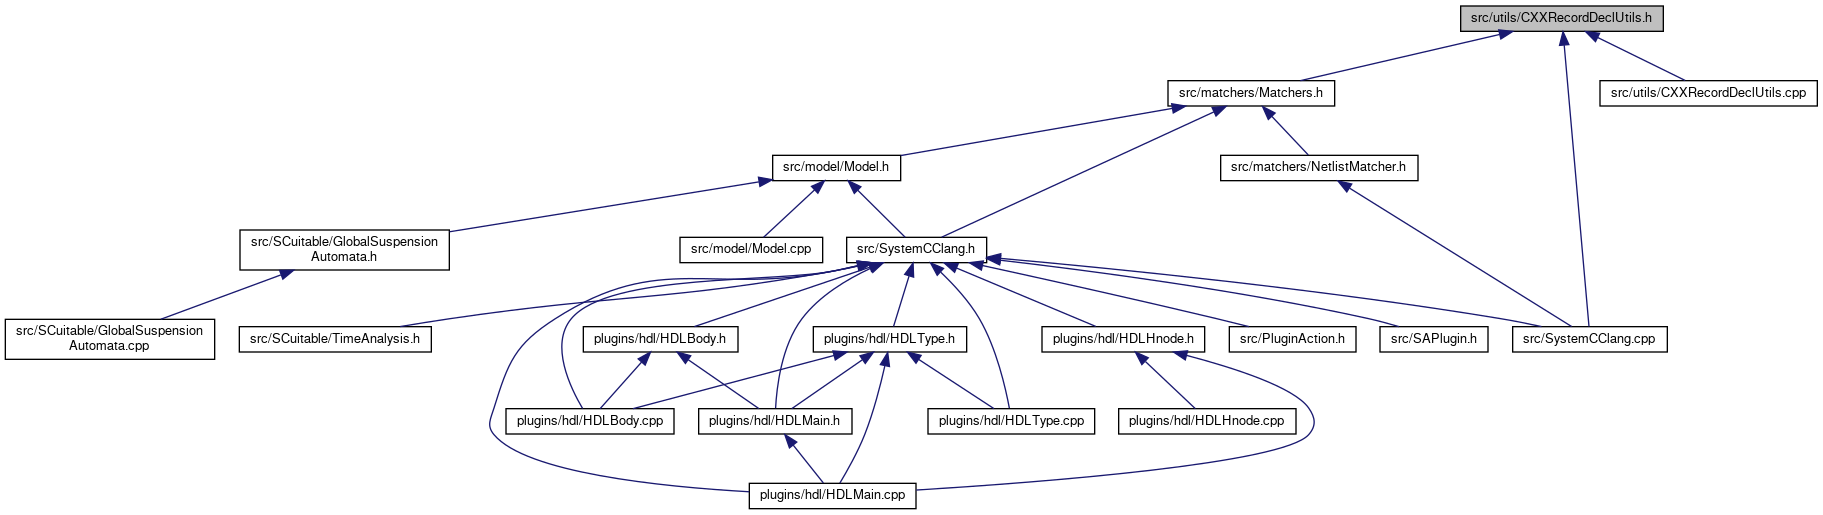 src/utils/CXXRecordDeclUtils.h
src/matchers/Matchers.h
src/utils/CXXRecordDeclUtils.cpp
src/model/Model.h
src/matchers/NetlistMatcher.h
src/SCuitable/GlobalSuspension
Automata.h
src/model/Model.cpp
src/SystemCClang.h
src/SCuitable/GlobalSuspension
Automata.cpp
src/SCuitable/TimeAnalysis.h
plugins/hdl/HDLBody.h
plugins/hdl/HDLType.h
plugins/hdl/HDLHnode.h
src/PluginAction.h
src/SAPlugin.h
src/SystemCClang.cpp
plugins/hdl/HDLBody.cpp
plugins/hdl/HDLMain.h
plugins/hdl/HDLType.cpp
plugins/hdl/HDLHnode.cpp
plugins/hdl/HDLMain.cpp